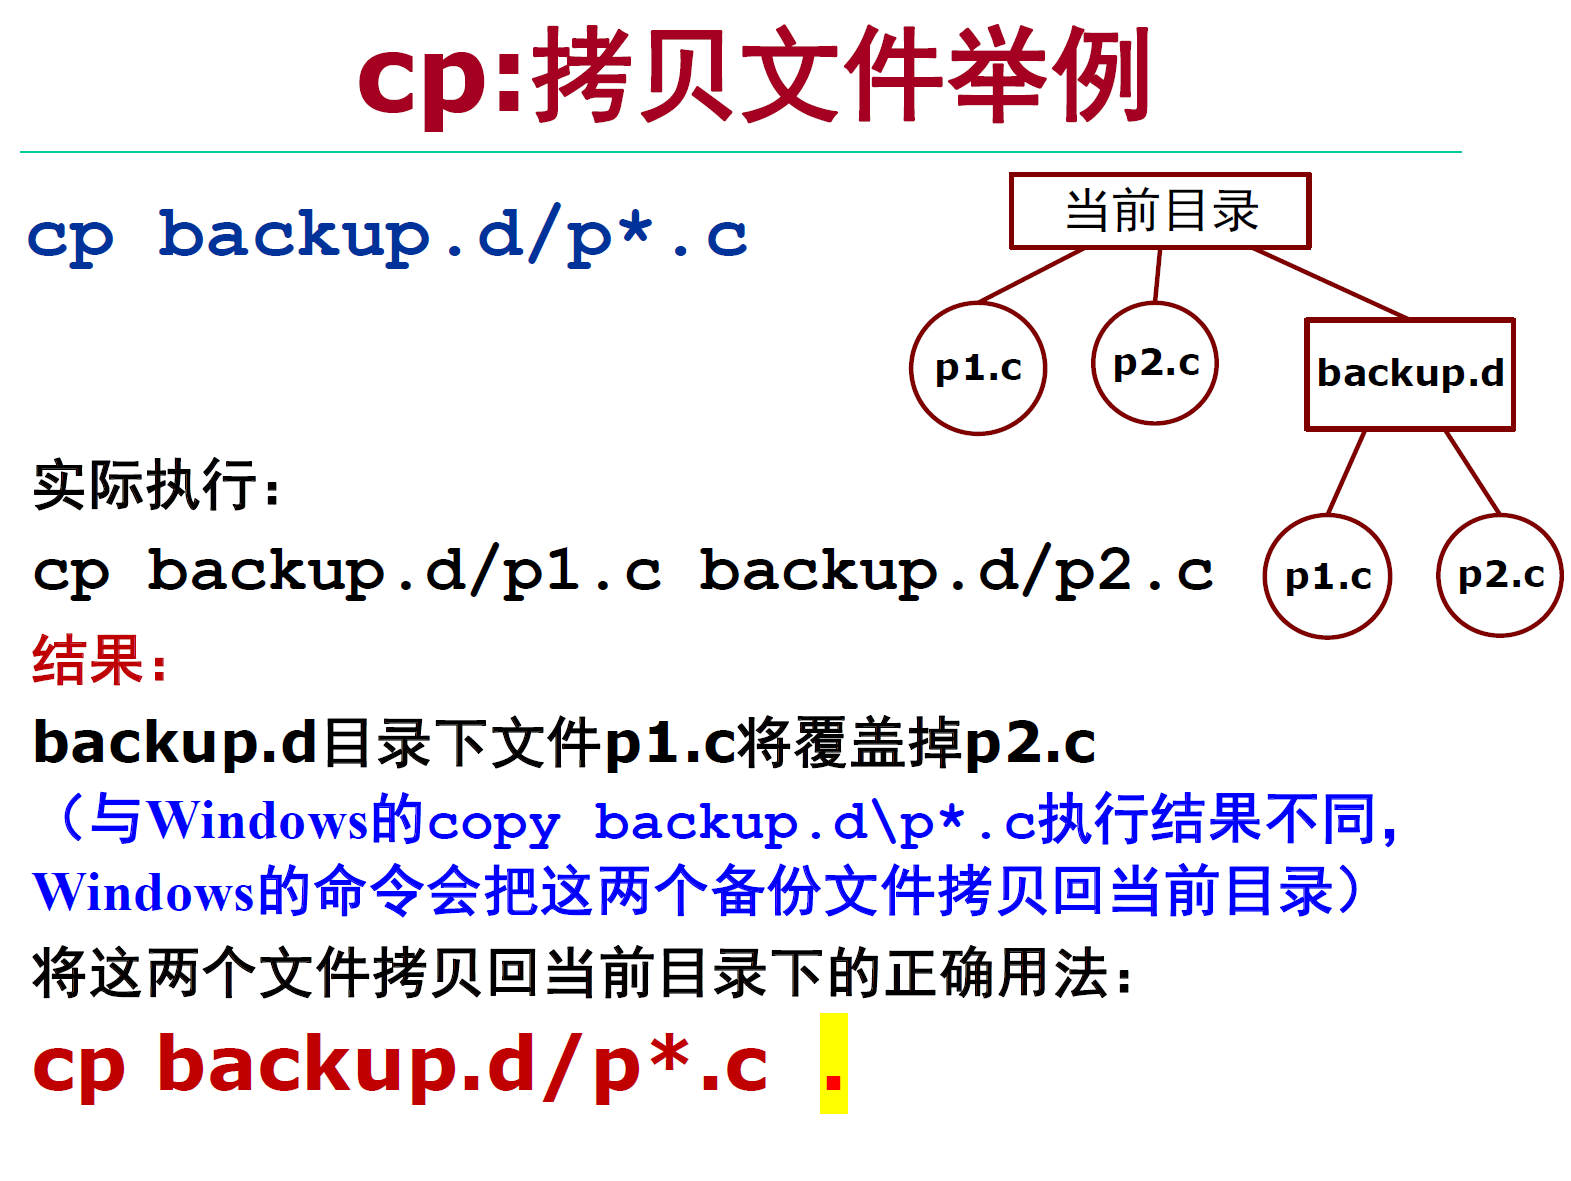 cp:拷贝文件举例
cp backup.d/p*.c
当前目录
p1.c
p2.c
backup.d
p1.c
p2.c
实际执行：
cp backup.d/p1.c backup.d/p2.c
结果：
backup.d目录下文件p1.c将覆盖掉p2.c
（与Windows的copy backup.d\p*.c执行结果不同，
Windows的命令会把这两个备份文件拷贝回当前目录）
将这两个文件拷贝回当前目录下的正确用法：
cp backup.d/p*.c .